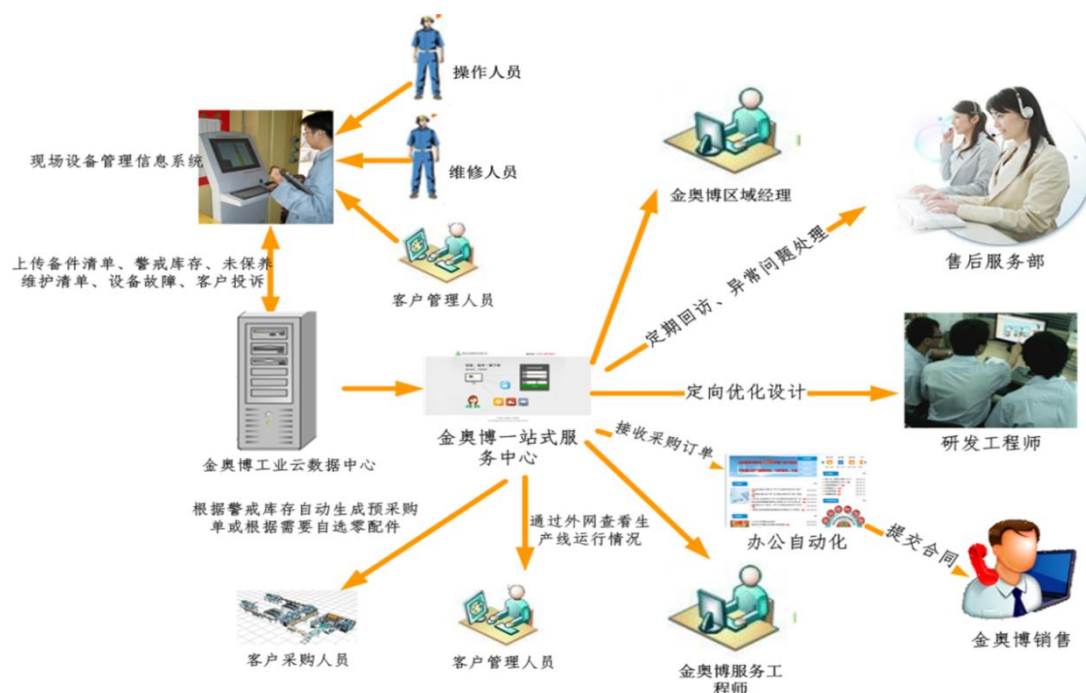 操作人员
现场设备管理信息系统
维修人员
金奥博区域经理
上传备件清单、警戒库存、未保养
维护清单、设备故障、客户投诉
客户管理人员
定期回访、异常问题处理
售后服务部
定向优化设计
研发工程师
金奥博工业云数据中心
金奥博一站式服
务中心
接收采购订单
根据警戒库存自动生成预采购
单或根据需要自选零配件
通过外网查看生
产线运行情况
办公自动化
提交合同
客户采购人员
客户管理人员
金奥博服务工
程师
金奥博销售